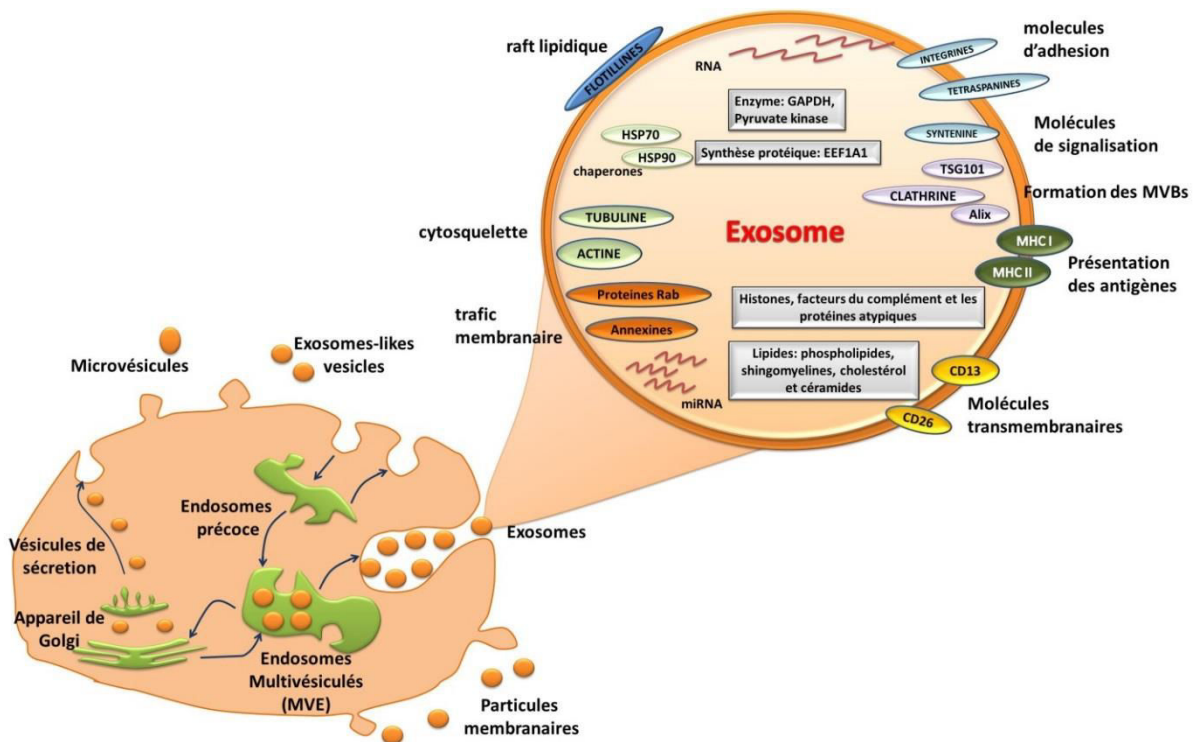 raft lipidique
FLOTILLINES
RNA
INTEGRINES
molecules
d'adhesion
TETRASPANINES
Enzyme: GAPDH,
Pyruvate kinase
HSP70
HSP90
chaperones
Synthèse protéique: EEF1A1
SYNTENINE
Molécules
de signalisation
TSG101
CLATHRINE
Alix
Formation des MVBs
cytosquelette
TUBULINE
ACTINE
Exosome
MHC I
MHC II
Présentation
des antigènes
trafic
membranaire
Proteines Rab
Annexines
Histones, facteurs du complément et les
protéines atypiques
miRNA
Lipides: phospholipides,
shingomyelines, cholestérol
et céramides
CD13
CD26
Molécules
transmembranaires
Microvésicules
Exosomes-likes
vesicles
Endosomes
précoce
Exosomes
Vésicules de
sécrétion
Appareil de
Golgi
Endosomes
Multivésiculés
(MVE)
Particules
membranaires